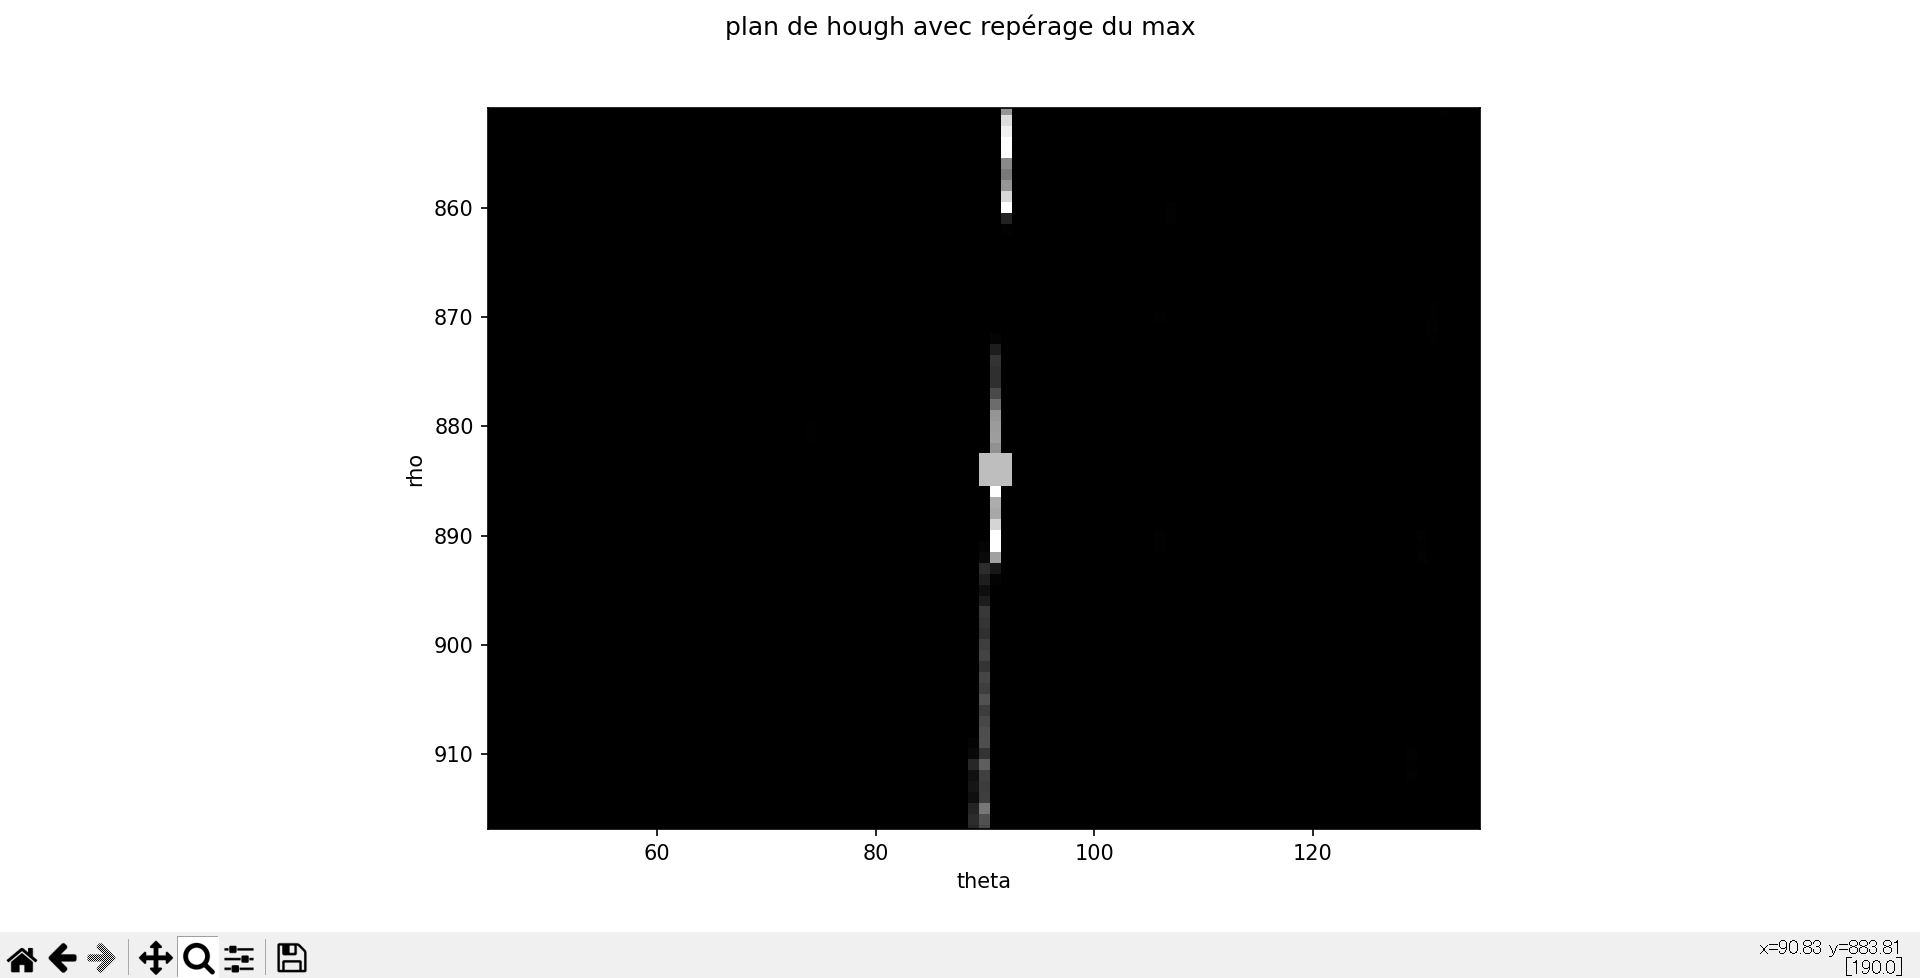 plan de hough avec repérage du max
860
870
880
890
900
910
rho
60 80 100 120
theta
x=90.83 y=883.81
[190.0]